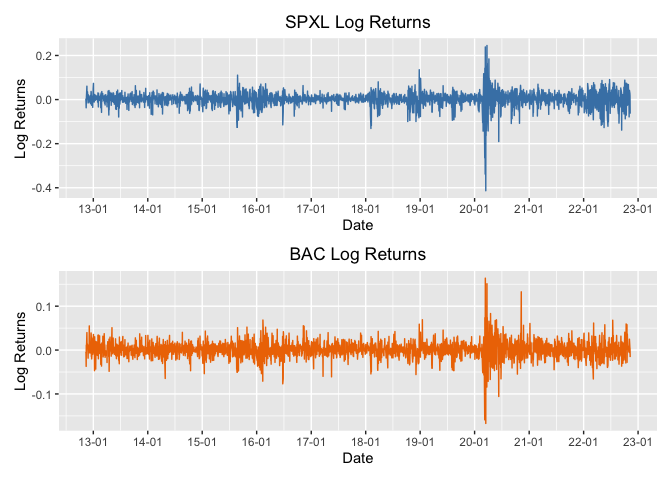 SPXL Log Returns
Log Returns
0.2
0.0
-0.2
-0.4
13-01 14-01 15-01 16-01 17-01 18-01 19-01 20-01 21-01 22-01 23-01
Date
BAC Log Returns
Log Returns
0.1
0.0
-0.1
13-01 14-01 15-01 16-01 17-01 18-01 19-01 20-01 21-01 22-01 23-01
Date